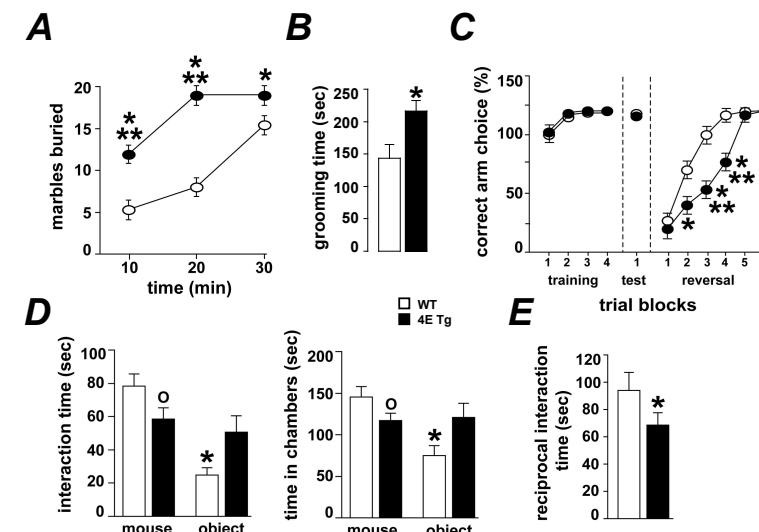 A
B
C
marbles buried
20
15
10
5
0
*
**
*
**
*
10 20 30
time (min)
grooming time (sec)
250
200
150
100
50
0
*
correct arm choice (%)
150
100
50
0
*
*
**
*
**
1 2 3 4 1 1 2 3 4 5
training test reversal
trial blocks
WT
4E Tg
D
E
interaction time (sec)
100
80
60
40
20
0
O
*
mouse object
time in chambers (sec)
200
150
100
50
0
O
*
mouse object
reciprocal interaction
time (sec)
120
100
80
60
40
20
0
*